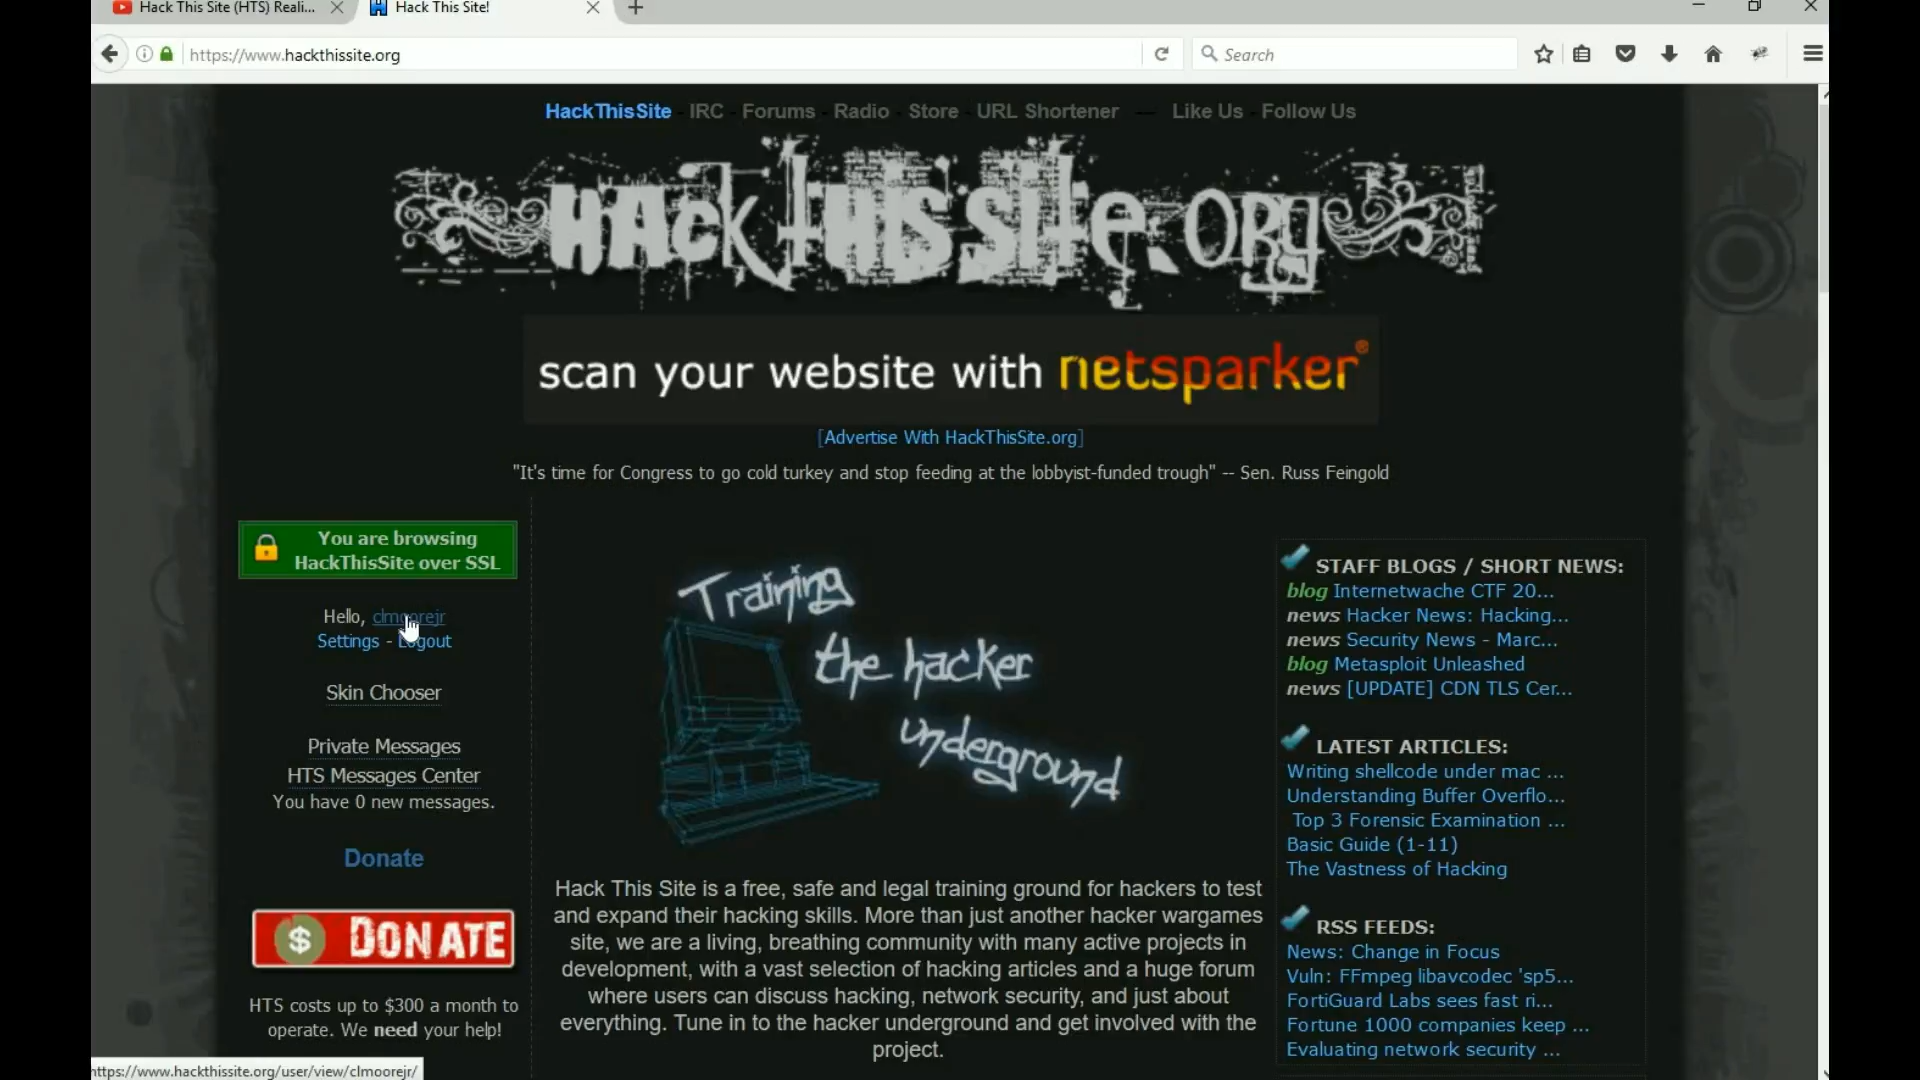 Hack This Site (HTS) Reali...
Hack This Site!
https://www.hackthissite.org
Search
HackThisSite - IRC - Forums - Radio - Store - URL Shortener — Like Us - Follow Us
HACK THIS SITE.ORG
scan your website with netsparker®
[Advertise With HackThisSite.org]
"It's time for Congress to go cold turkey and stop feeding at the lobbyist-funded trough" -- Sen. Russ Feingold
You are browsing
HackThisSite over SSL
Hello, clmoorejr
Settings - Logout
Skin Chooser
Private Messages
HTS Messages Center
You have 0 new messages.
Donate
$ DONATE
HTS costs up to $300 a month to
operate. We need your help!
Training
the hacker
underground
Hack This Site is a free, safe and legal training ground for hackers to test
and expand their hacking skills. More than just another hacker wargames
site, we are a living, breathing community with many active projects in
development, with a vast selection of hacking articles and a huge forum
where users can discuss hacking, network security, and just about
everything. Tune in to the hacker underground and get involved with the
project.
STAFF BLOGS / SHORT NEWS:
blog Internetwache CTF 20...
news Hacker News: Hacking...
news Security News - Marc...
blog Metasploit Unleashed
news [UPDATE] CDN TLS Cer...
LATEST ARTICLES:
Writing shellcode under mac ...
Understanding Buffer Overflo...
Top 3 Forensic Examination ...
Basic Guide (1-11)
The Vastness of Hacking
RSS FEEDS:
News: Change in Focus
Vuln: FFmpeg libavcodec 'sp5...
FortiGuard Labs sees fast ri...
Fortune 1000 companies keep ...
Evaluating network security ...
https://www.hackthissite.org/user/view/clmoorejr/